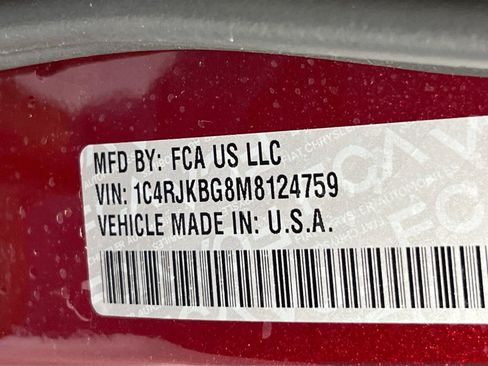 MFD BY: FCA US LLC
VIN: 1C4RJKBG8M8124759
VEHICLE MADE IN: U.S.A.